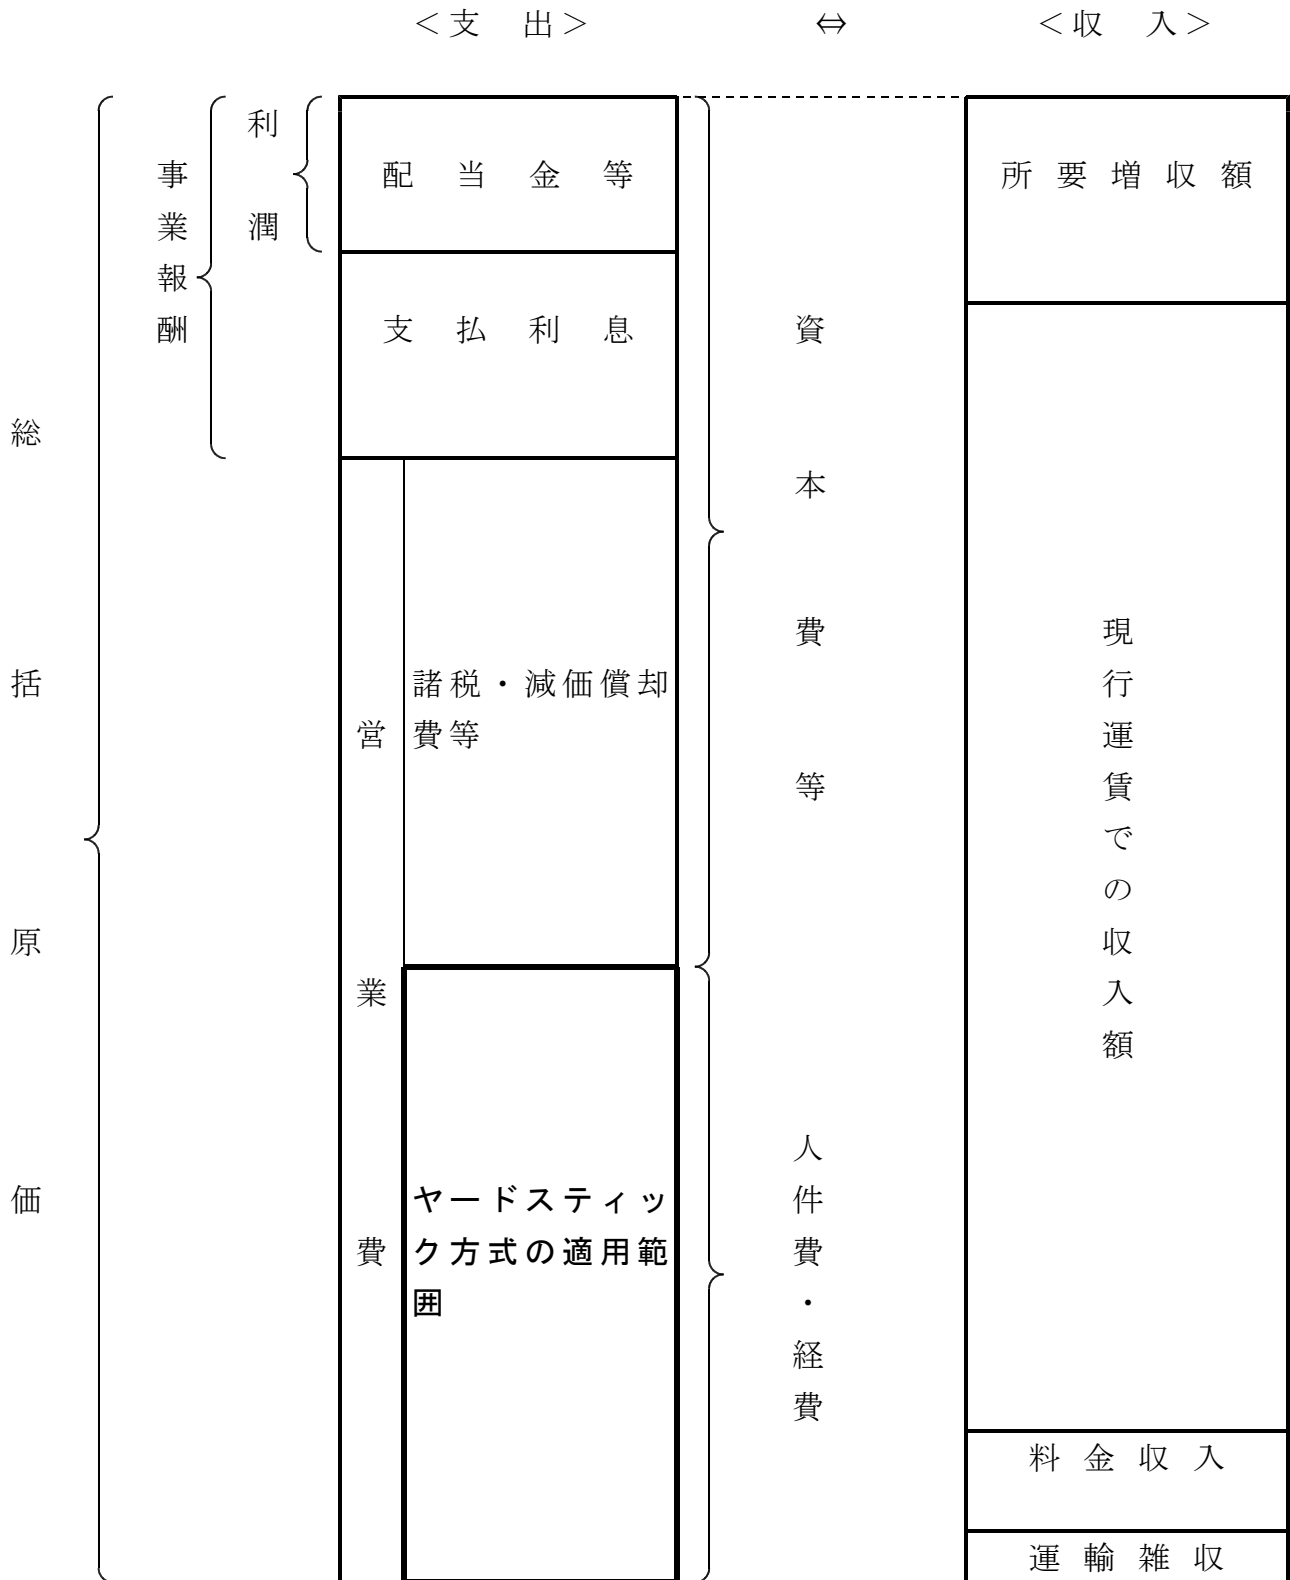 ＜支　出＞　⇔　＜収　入＞
総括原価
事業報酬
利潤
配当金等
支払利息
営業費
諸税・減価償却
費等
ヤードスティッ
ク方式の適用範
囲
資本費等
人件費・経費
所要増収額
現行運賃での収入額
料金収入
運輸雑収